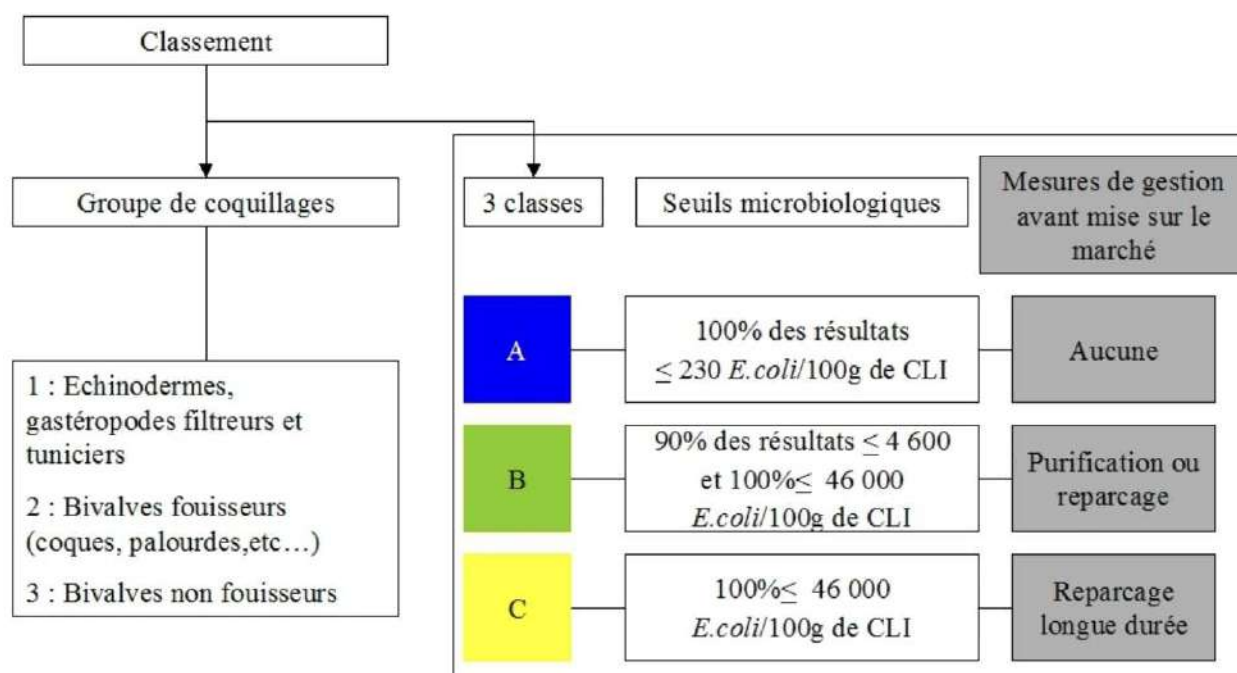 Classement
Groupe de coquillages
1 : Echinodermes,
gastéropodes filtreurs et
tuniciers
2 : Bivalves fouisseurs
(coques, palourdes,etc…)
3 : Bivalves non fouisseurs
3 classes
Seuils microbiologiques
Mesures de gestion
avant mise sur le
marché
A
100% des résultats
≤ 230 E.coli/100g de CLI
Aucune
B
90% des résultats ≤ 4 600
et 100%≤ 46 000
E.coli/100g de CLI
Purification ou
reparcage
C
100%≤ 46 000
E.coli/100g de CLI
Reparcage
longue durée